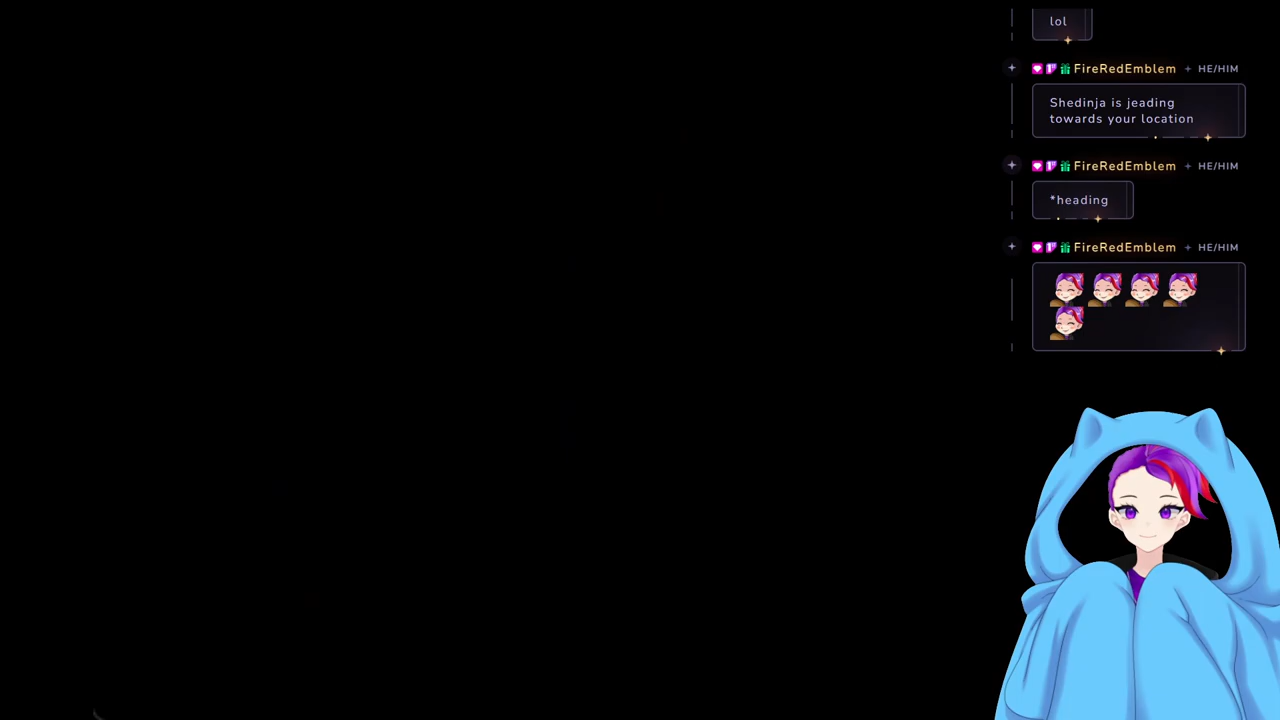 lol
FireRedEmblem HE/HIM
Shedinja is jeading
towards your location
FireRedEmblem HE/HIM
*heading
FireRedEmblem HE/HIM